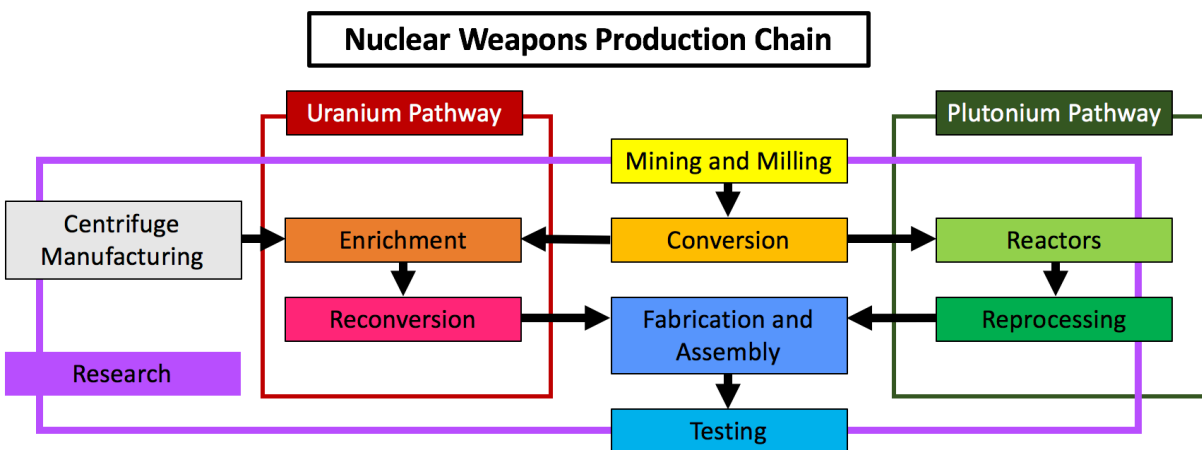 Nuclear Weapons Production Chain
Uranium Pathway
Plutonium Pathway
Mining and Milling
Centrifuge
Manufacturing
Enrichment
Conversion
Reactors
Reconversion
Fabrication and
Assembly
Reprocessing
Research
Testing